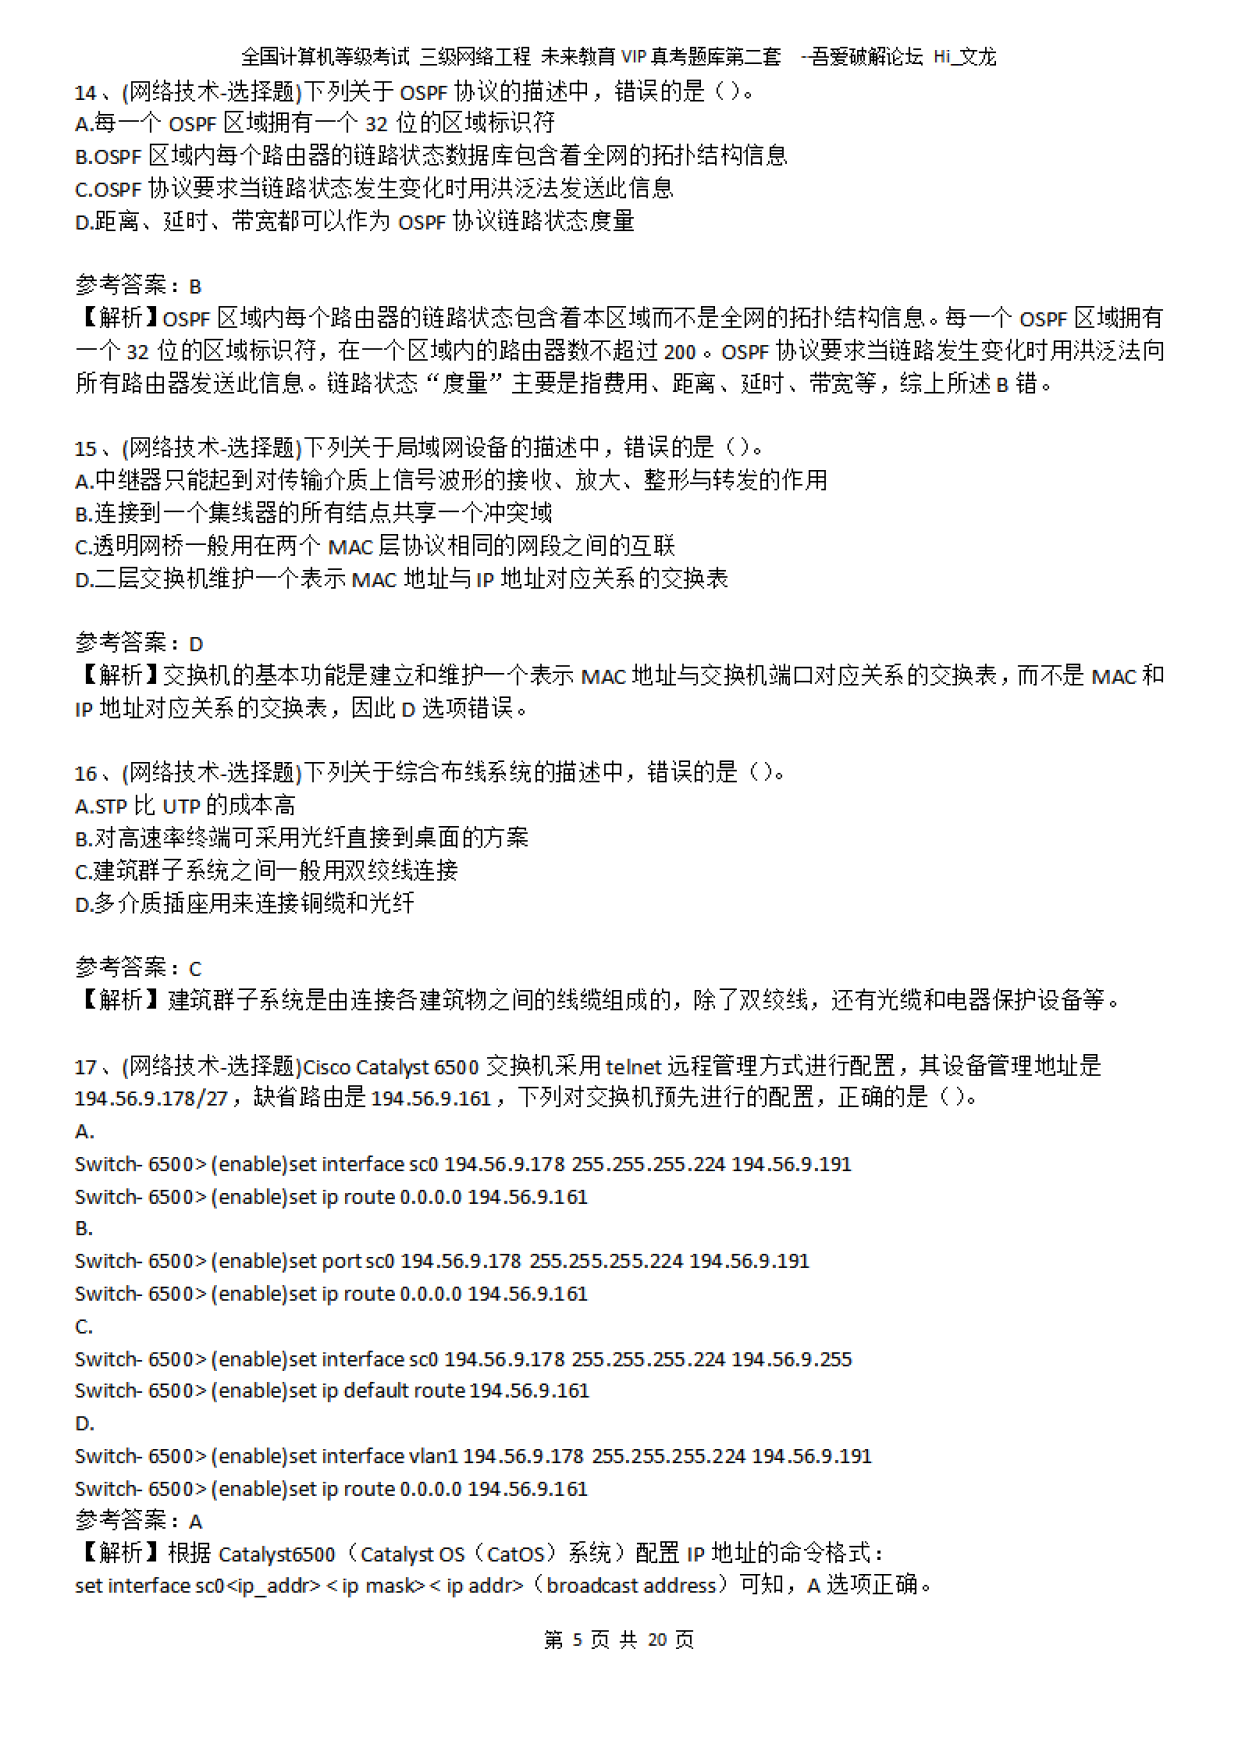 全国计算机等级考试 三级网络工程 未来教育 VIP 真考题库第二套 --吾爱破解论坛 Hi_文龙
14、(网络技术-选择题)下列关于 OSPF 协议的描述中，错误的是（）。
A.每一个 OSPF 区域拥有一个 32 位的区域标识符
B.OSPF 区域内每个路由器的链路状态数据库包含着全网的拓扑结构信息
C.OSPF 协议要求当链路状态发生变化时用洪泛法发送此信息
D.距离、延时、带宽都可以作为 OSPF 协议链路状态度量
参考答案：B
【解析】OSPF 区域内每个路由器的链路状态包含着本区域而不是全网的拓扑结构信息。每一个 OSPF 区域拥有
一个 32 位的区域标识符，在一个区域内的路由器数不超过 200 。OSPF 协议要求当链路发生变化时用洪泛法向
所有路由器发送此信息。链路状态“度量”主要是指费用、距离、延时、带宽等，综上所述 B 错。
15、(网络技术-选择题)下列关于局域网设备的描述中，错误的是（）。
A.中继器只能起到对传输介质上信号波形的接收、放大、整形与转发的作用
B.连接到一个集线器的所有结点共享一个冲突域
C.透明网桥一般用在两个 MAC 层协议相同的网段之间的互联
D.二层交换机维护一个表示 MAC 地址与 IP 地址对应关系的交换表
参考答案：D
【解析】交换机的基本功能是建立和维护一个表示 MAC 地址与交换机端口对应关系的交换表，而不是 MAC 和
IP 地址对应关系的交换表，因此 D 选项错误。
16、(网络技术-选择题)下列关于综合布线系统的描述中，错误的是（）。
A.STP 比 UTP 的成本高
B.对高速率终端可采用光纤直接到桌面的方案
C.建筑群子系统之间一般用双绞线连接
D.多介质插座用来连接铜缆和光纤
参考答案：C
【解析】建筑群子系统是由连接各建筑物之间的线缆组成的，除了双绞线，还有光缆和电器保护设备等。
17、(网络技术-选择题)Cisco Catalyst 6500 交换机采用 telnet 远程管理方式进行配置，其设备管理地址是
194.56.9.178/27，缺省路由是 194.56.9.161，下列对交换机预先进行的配置，正确的是（）。
A.
Switch- 6500> (enable)set interface sc0 194.56.9.178 255.255.255.224 194.56.9.191
Switch- 6500> (enable)set ip route 0.0.0.0 194.56.9.161
B.
Switch- 6500> (enable)set port sc0 194.56.9.178 255.255.255.224 194.56.9.191
Switch- 6500> (enable)set ip route 0.0.0.0 194.56.9.161
C.
Switch- 6500> (enable)set interface sc0 194.56.9.178 255.255.255.224 194.56.9.255
Switch- 6500> (enable)set ip default route 194.56.9.161
D.
Switch- 6500> (enable)set interface vlan1 194.56.9.178 255.255.255.224 194.56.9.191
Switch- 6500> (enable)set ip route 0.0.0.0 194.56.9.161
参考答案：A
【解析】根据 Catalyst6500（Catalyst OS（CatOS）系统）配置 IP 地址的命令格式：
set interface sc0<ip_addr> < ip mask> < ip addr>（broadcast address）可知，A 选项正确。
第 5 页 共 20 页